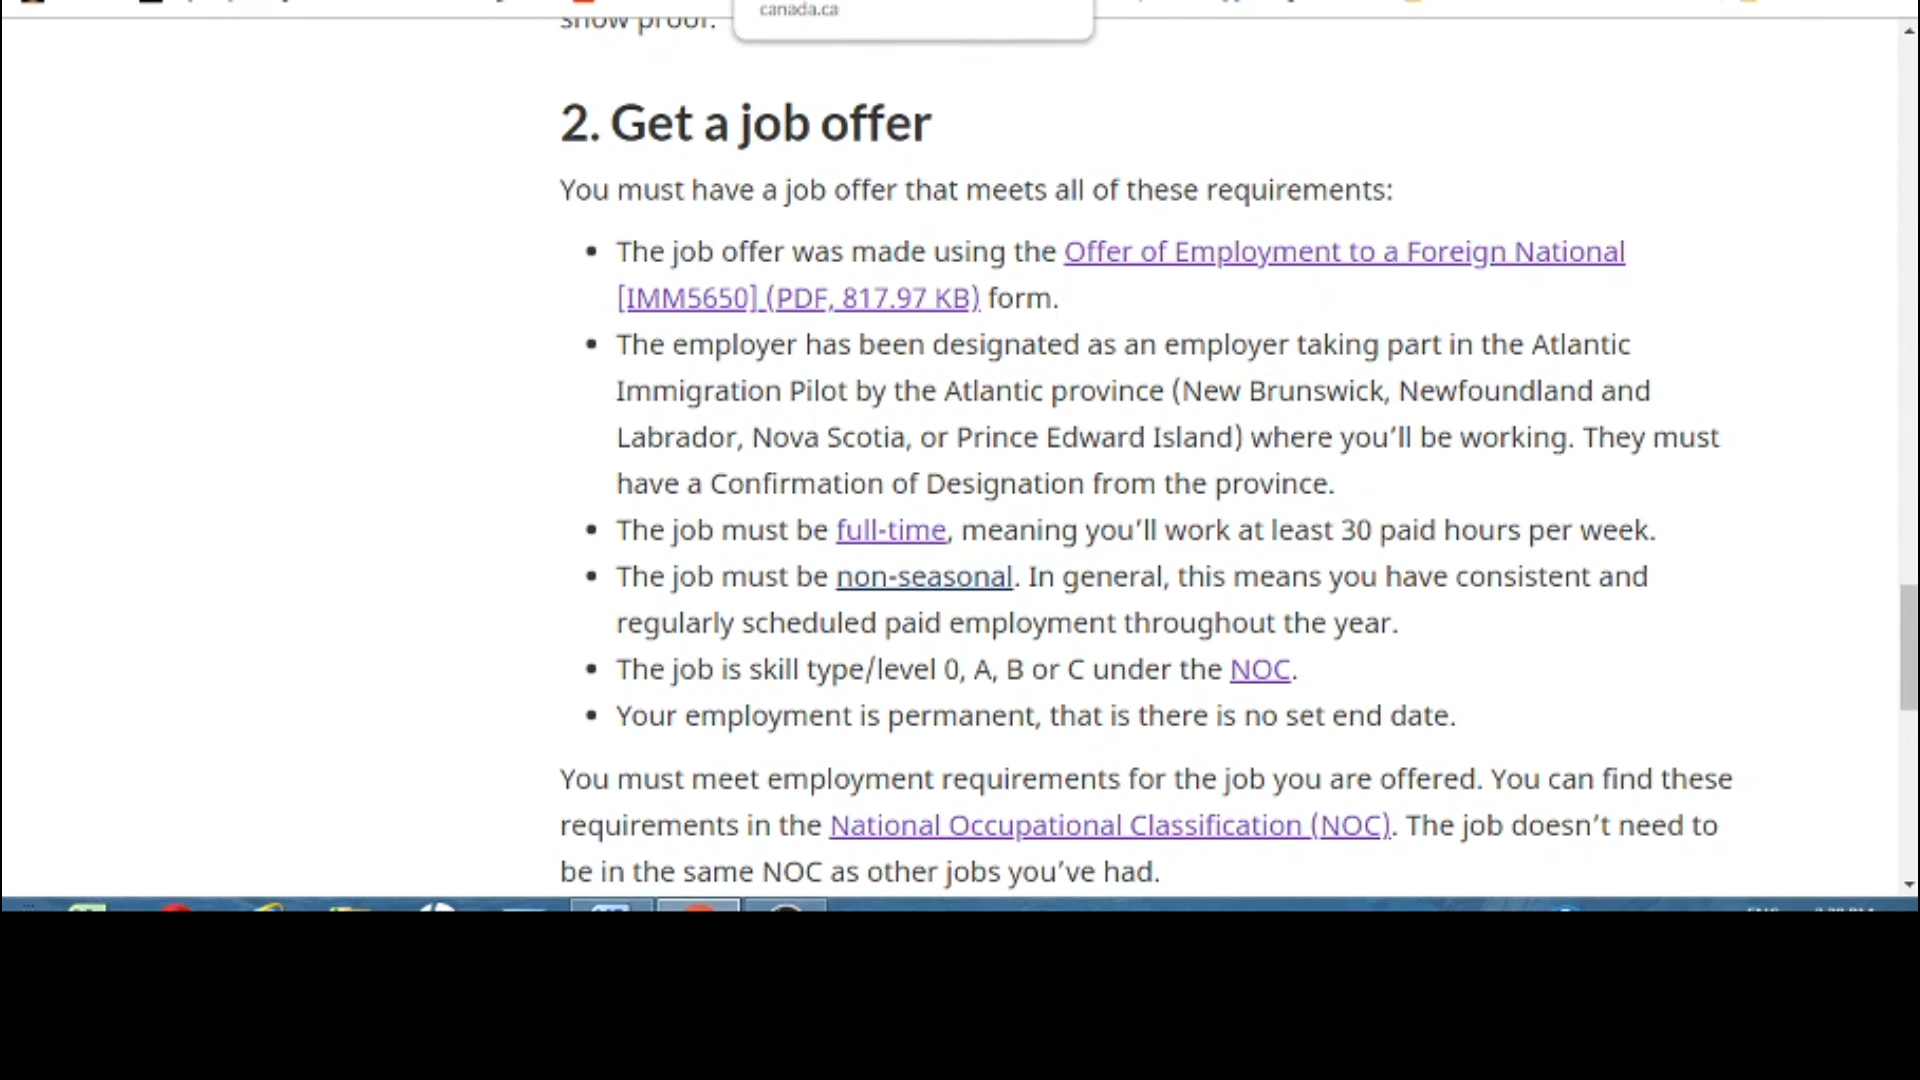 canada.ca
show proof.
2. Get a job offer
You must have a job offer that meets all of these requirements:
• The job offer was made using the Offer of Employment to a Foreign National
[IMM5650] (PDF, 817.97 KB) form.
• The employer has been designated as an employer taking part in the Atlantic
Immigration Pilot by the Atlantic province (New Brunswick, Newfoundland and
Labrador, Nova Scotia, or Prince Edward Island) where you’ll be working. They must
have a Confirmation of Designation from the province.
• The job must be full-time, meaning you’ll work at least 30 paid hours per week.
• The job must be non-seasonal. In general, this means you have consistent and
regularly scheduled paid employment throughout the year.
• The job is skill type/level 0, A, B or C under the NOC.
• Your employment is permanent, that is there is no set end date.
You must meet employment requirements for the job you are offered. You can find these
requirements in the National Occupational Classification (NOC). The job doesn’t need to
be in the same NOC as other jobs you’ve had.